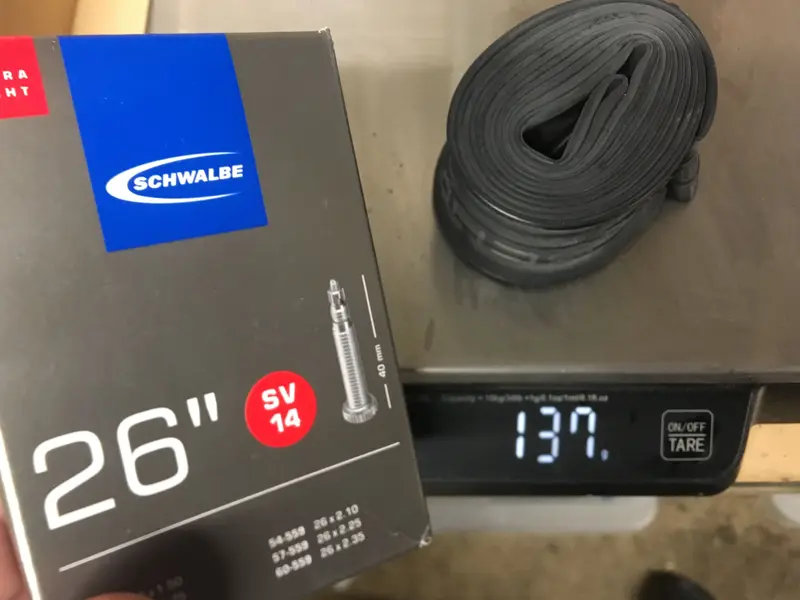 RA
HT
SCHWALBE
40 mm
SV
14
26"
54-559 26 x 2.10
57-559 26 x 2.25
60-559 26 x 2.35
137
ON/OFF
TARE